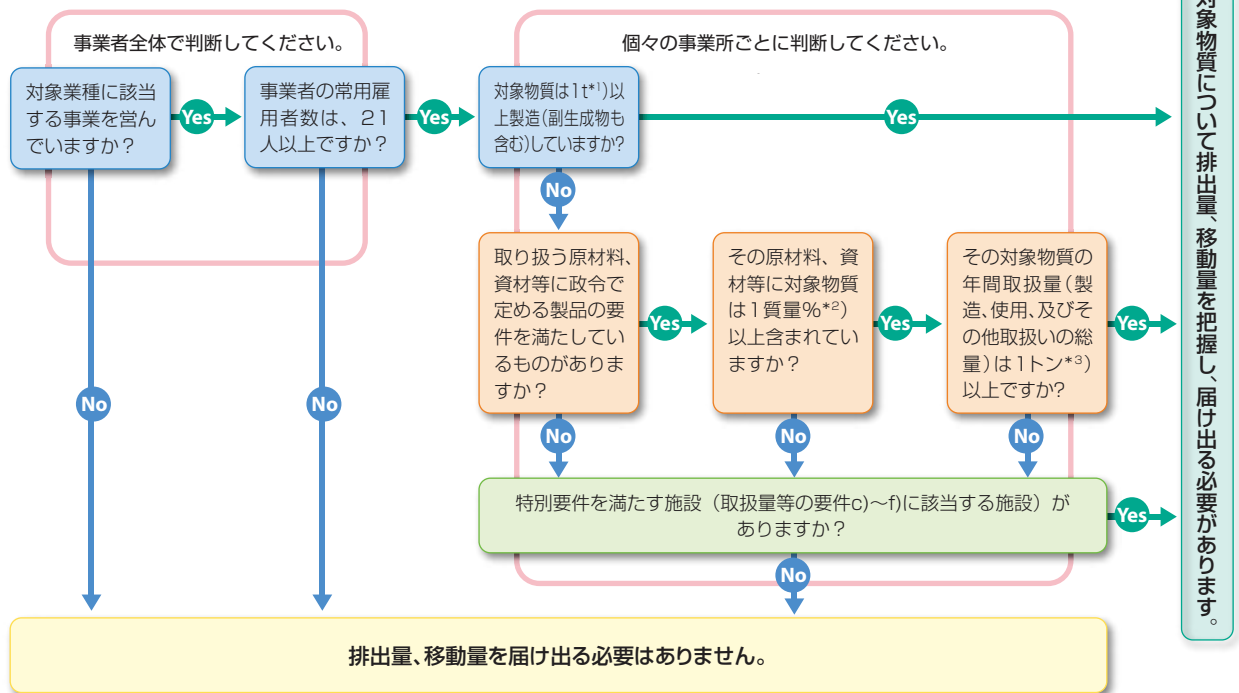 事業者全体で判断してください。
個々の事業所ごとに判断してください。
対象業種に該当
する事業を営ん
でいますか？
Yes
事業者の常用雇
用者数は、21
人以上ですか？
Yes
対象物質は1t*1)以
上製造(副生成物も
含む)していますか?
Yes
No
取り扱う原材料、
資材等に政令で
定める製品の要
件を満たしてい
るものがありま
すか？
Yes
その原材料、資
材等に対象物質
は1質量%*2)
以上含まれてい
ますか？
Yes
その対象物質の
年間取扱量(製
造、使用、及びそ
の他取扱いの総
量)は1トン*3)
以上ですか?
Yes
No
No
No
No
No
特別要件を満たす施設（取扱量等の要件c)〜f)に該当する施設）が
ありますか？
Yes
No
排出量、移動量を届け出る必要はありません。
対象物質について排出量、移動量を把握し、届け出る必要があります。